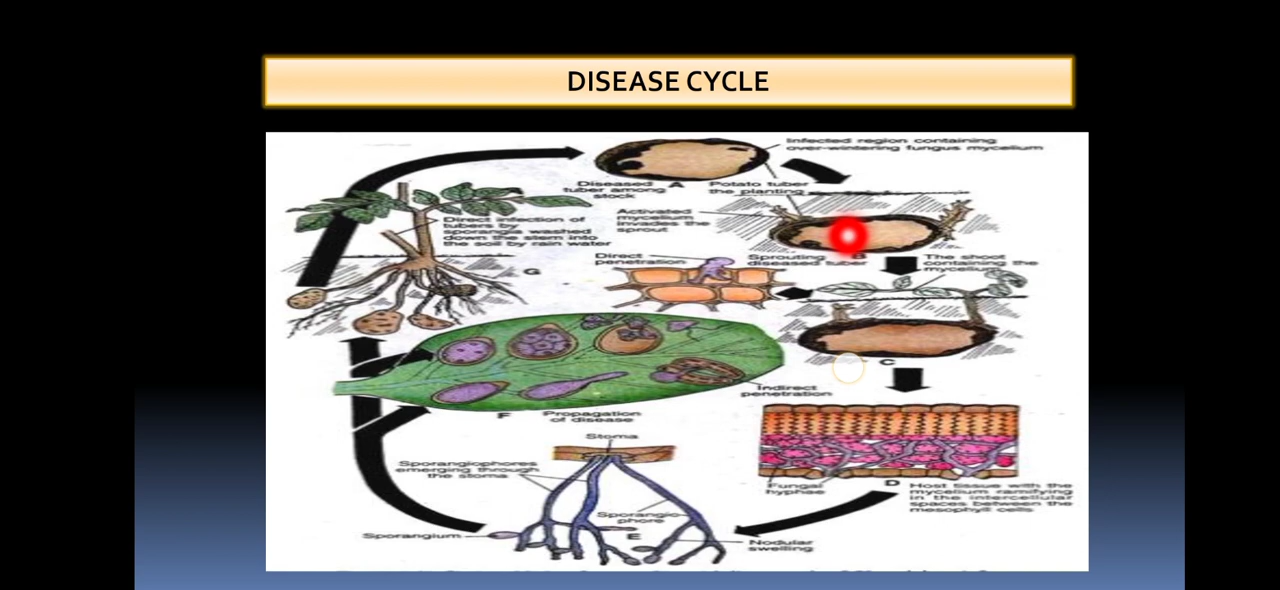 DISEASE CYCLE
Infected region containing
over-wintering fungus mycelium
Diseased
tuber among
stock
A
Potato tuber
the planting
Activated
mycelium
invades the
sprout
Direct infection of
tubers by
sporangia washed
down the stem into
the soil by rain water
G
Direct
penetration
Sprouting
diseased tuber
B
The shoot
containing the
mycelium
C
Indirect
penetration
F
Propagation
of disease
Stoma
Sporangiophores
emerging through
the stoma
Sporangio
phore
Sporangium
E
Nodular
swelling
Fungal
hyphae
D
Host tissue with the
mycelium ramifying
in the intercellular
spaces between the
mesophyll cells